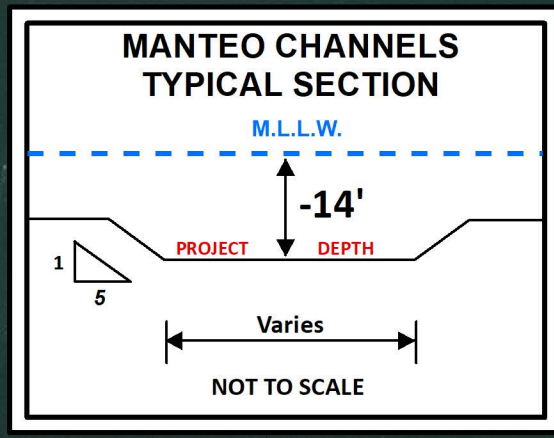 MANTEO CHANNELS
TYPICAL SECTION
M.L.L.W.
-14'
PROJECT DEPTH
1
5
Varies
NOT TO SCALE